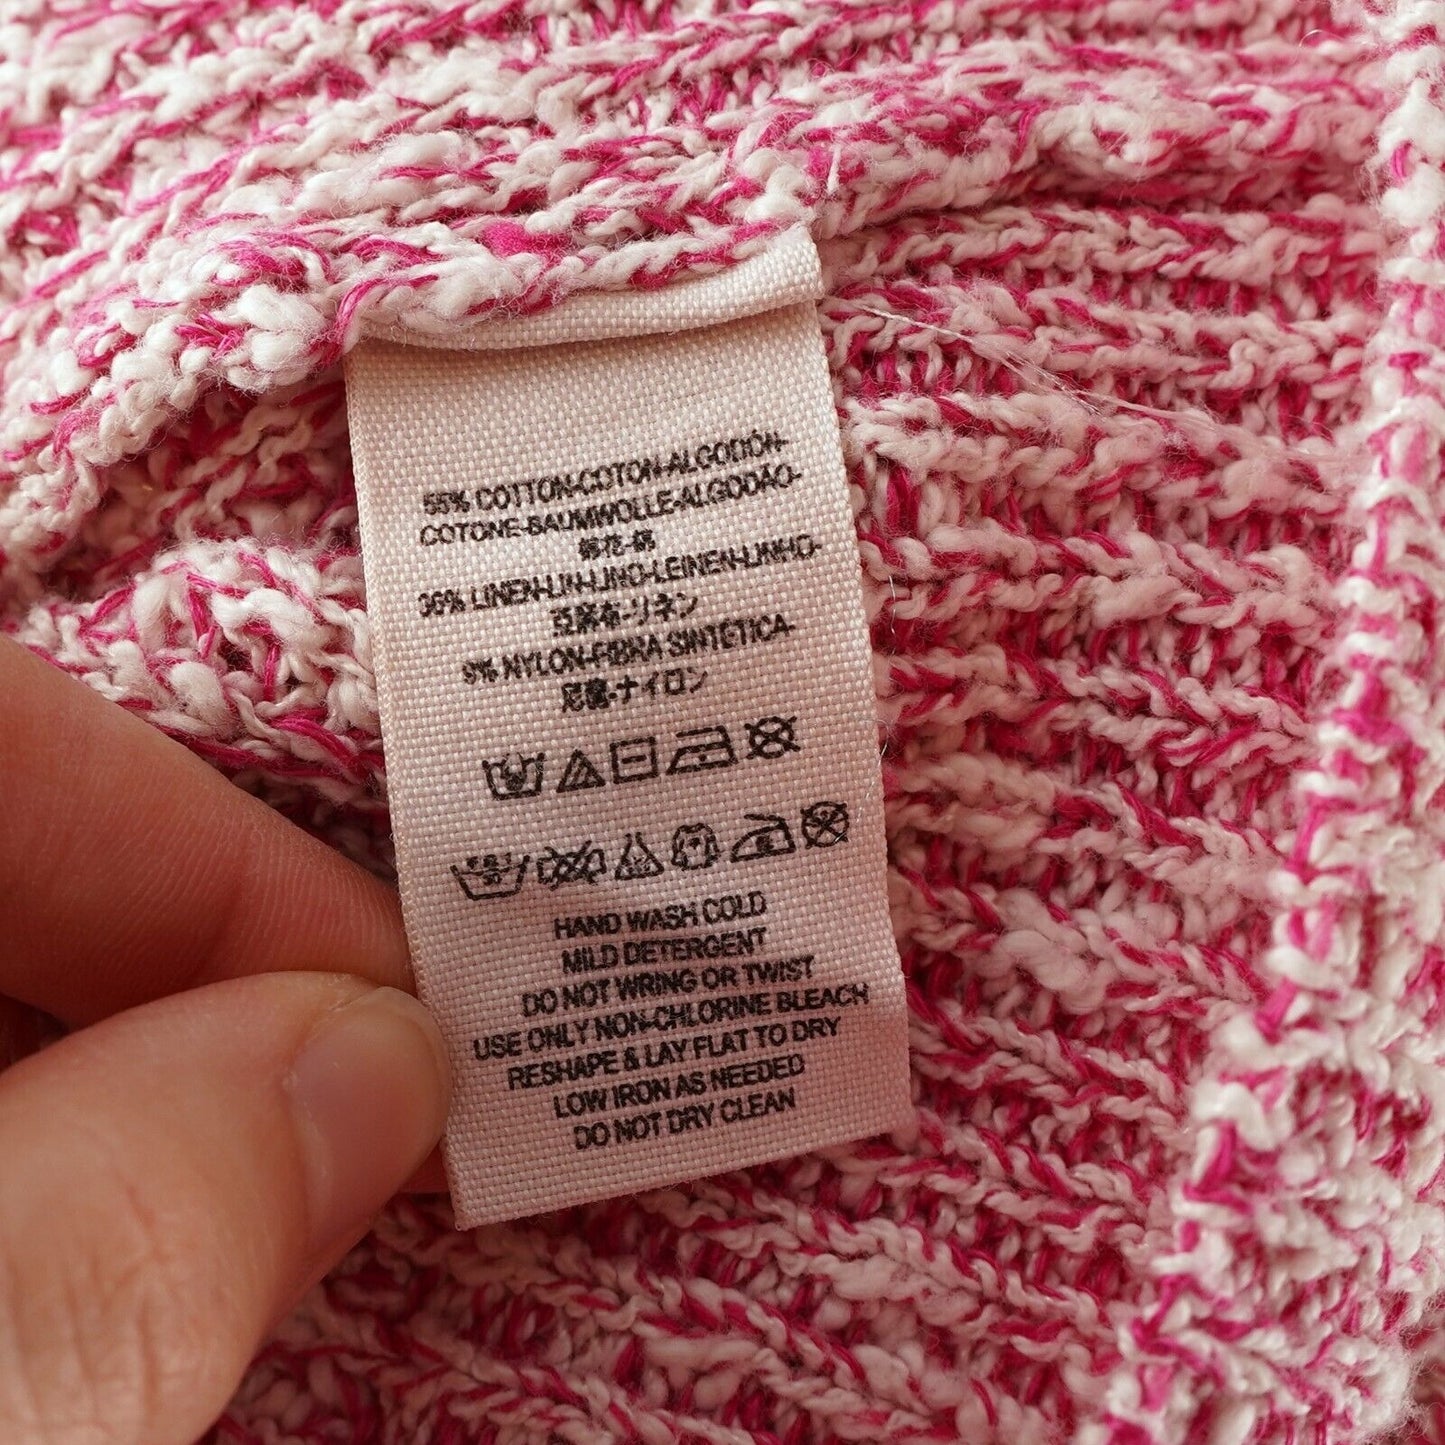 55% COTTON-COTON-ALGODÓN-
COTONE-BAUMWOLLE-ALGODÃO-
棉花-綿
36% LINEN-LIN-LINO-LEINEN-LINHO-
亞麻布-リネン
9% NYLON-FIBRA SINTETICA-
尼龍-ナイロン
HAND WASH COLD
MILD DETERGENT
DO NOT WRING OR TWIST
USE ONLY NON-CHLORINE BLEACH
RESHAPE & LAY FLAT TO DRY
LOW IRON AS NEEDED
DO NOT DRY CLEAN